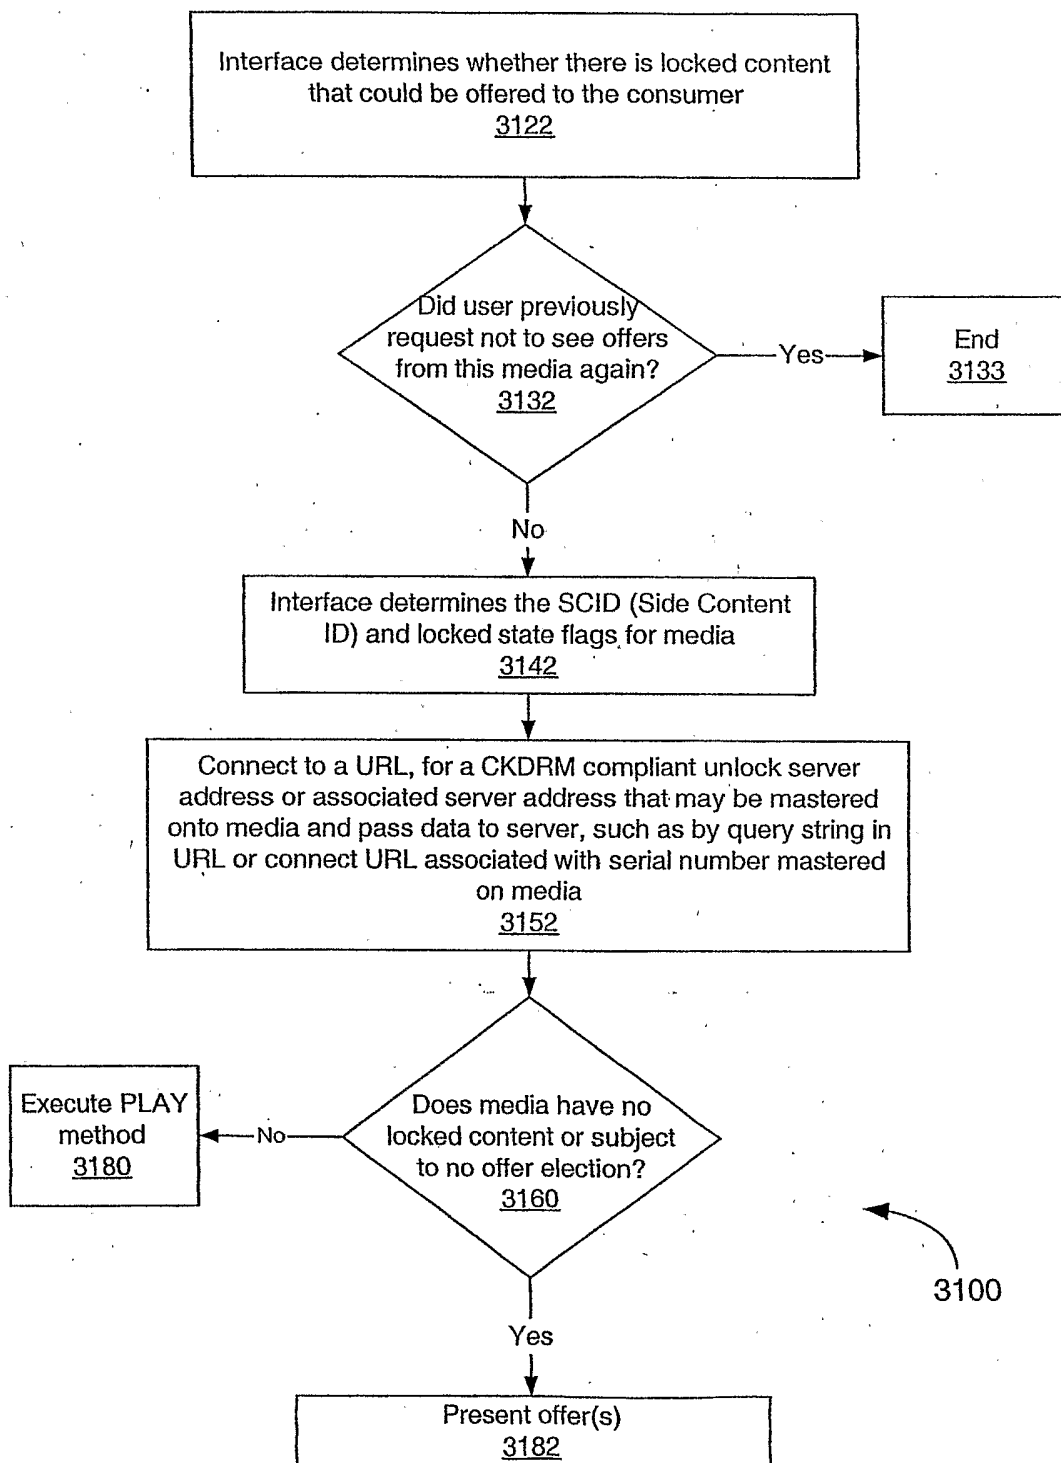 Interface determines whether there is locked content
that could be offered to the consumer
3122
Did user previously
request not to see offers
from this media again?
3132
Yes
End
3133
No
Interface determines the SCID (Side Content
ID) and locked state flags for media
3142
Connect to a URL, for a CKDRM compliant unlock server
address or associated server address that may be mastered
onto media and pass data to server, such as by query string in
URL or connect URL associated with serial number mastered
on media
3152
Does media have no
locked content or subject
to no offer election?
3160
No
Execute PLAY
method
3180
3100
Yes
Present offer(s)
3182